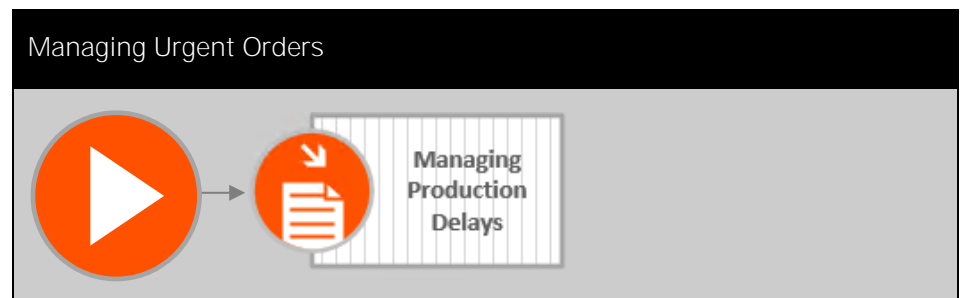 Managing Urgent Orders
Managing
Production
Delays